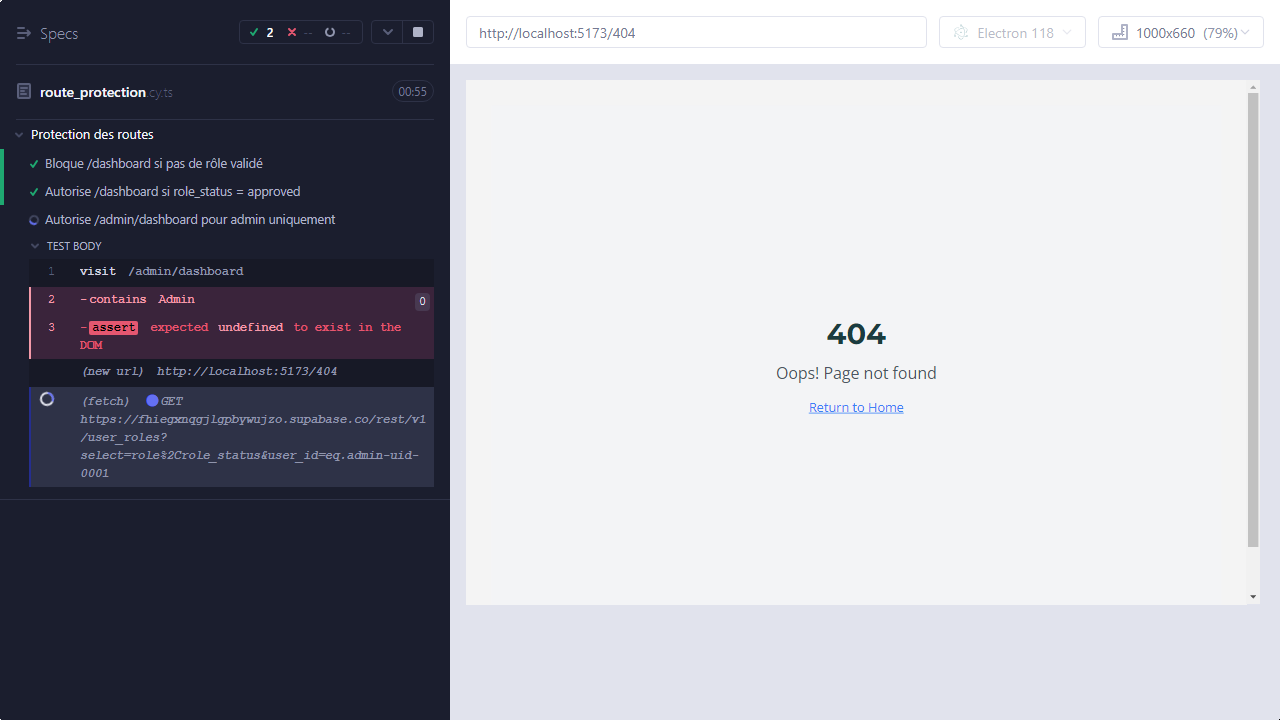 Specs
2
--
--
http://localhost:5173/404
Electron 118
1000x660 (79%)
route_protection.cy.ts
00:55
Protection des routes
Bloque /dashboard si pas de rôle validé
Autorise /dashboard si role_status = approved
Autorise /admin/dashboard pour admin uniquement
TEST BODY
1 visit /admin/dashboard
2 -contains Admin 0
3 -assert expected undefined to exist in the
DOM
(new url) http://localhost:5173/404
(fetch) GET
https://fhiegxnqgjlgpbywujzo.supabase.co/rest/v1
/user_roles?
select=role%2Crole_status&user_id=eq.admin-uid-
0001
404
Oops! Page not found
Return to Home